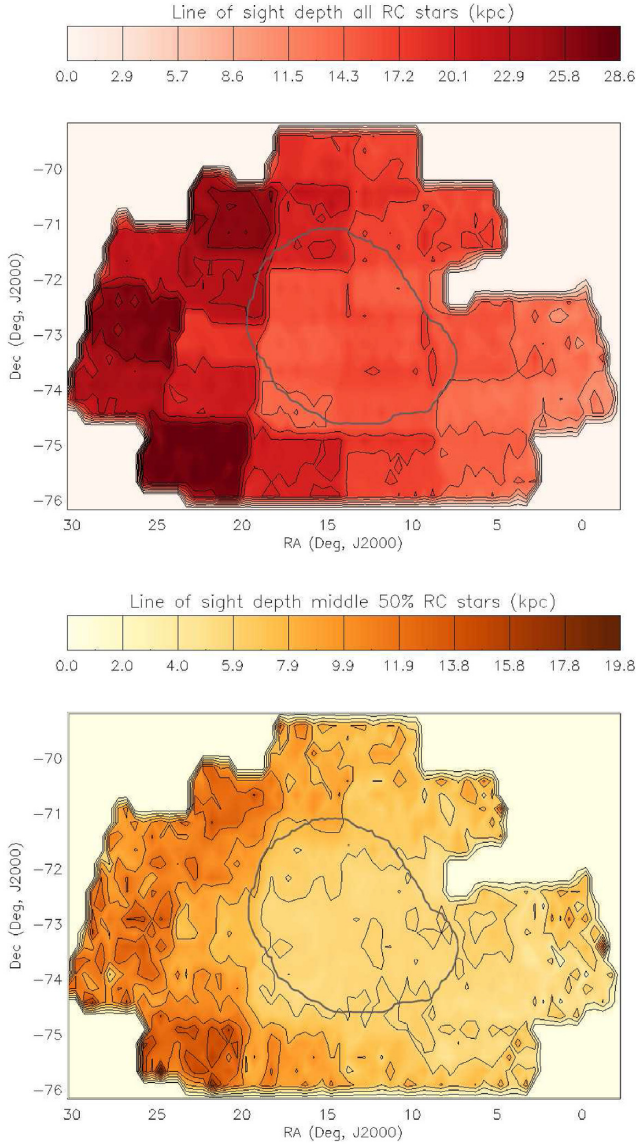 Line of sight depth all RC stars (kpc)
0.0 2.9 5.7 8.6 11.5 14.3 17.2 20.1 22.9 25.8 28.6
-70
-71
-72
-73
-74
-75
-76
Dec (Deg, J2000)
30 25 20 15 10 5 0
RA (Deg, J2000)
Line of sight depth middle 50% RC stars (kpc)
0.0 2.0 4.0 5.9 7.9 9.9 11.9 13.8 15.8 17.8 19.8
-70
-71
-72
-73
-74
-75
-76
Dec (Deg, J2000)
30 25 20 15 10 5 0
RA (Deg, J2000)